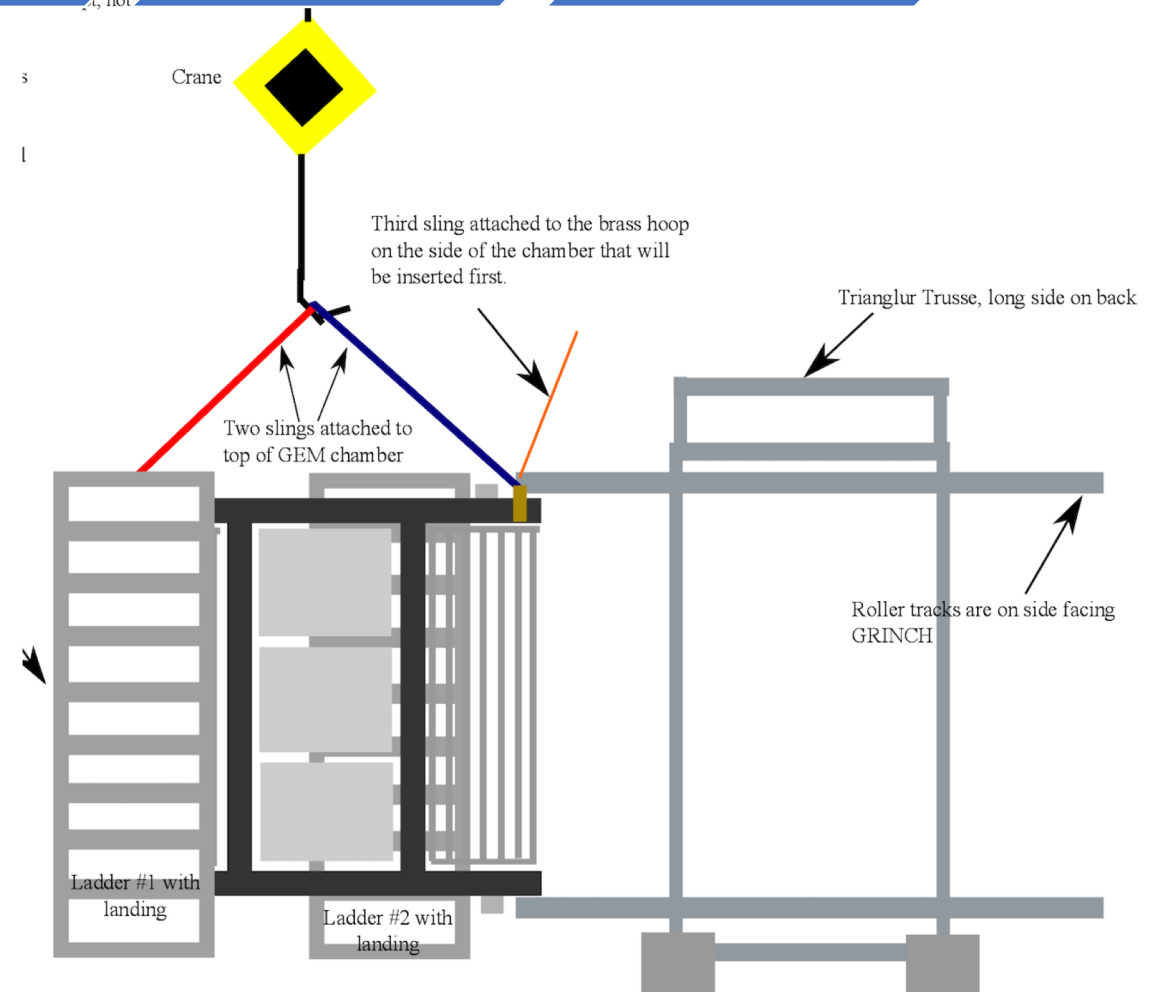 Crane
Third sling attached to the brass hoop
on the side of the chamber that will
be inserted first.
Trianglur Trusse, long side on back
Two slings attached to
top of GEM chamber
Roller tracks are on side facing
GRINCH
Ladder #1 with
landing
Ladder #2 with
landing